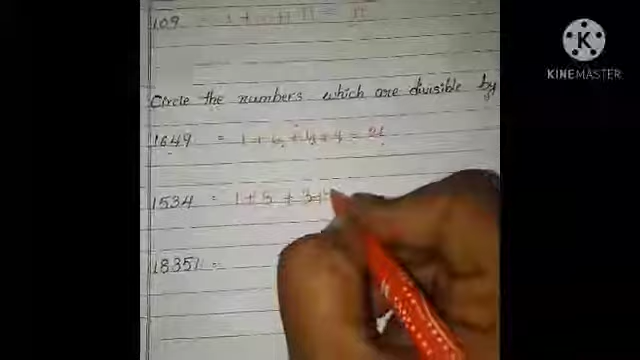 109
Circle the numbers which are divisible by
1649 = 1 + 6 + 4 + 9 = 
1534 = 1 + 5 + 3 +
18351 =
KINEMASTER